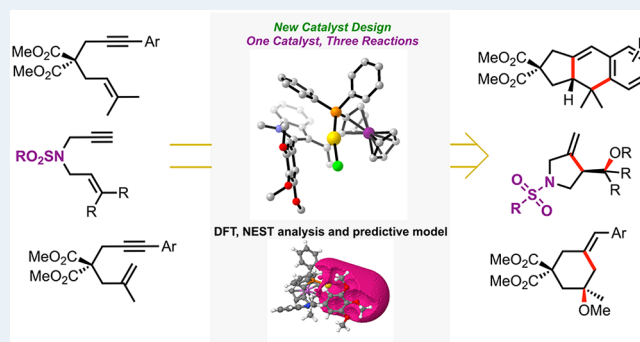 New Catalyst Design
One Catalyst, Three Reactions
MeO₂C
MeO₂C
Ar
RO₂SN
R
R
MeO₂C
MeO₂C
Ar
DFT, NEST analysis and predictive model
MeO₂C
MeO₂C
H
OR
R
R
N
O
S
O
R
Ar
MeO₂C
MeO₂C
OMe